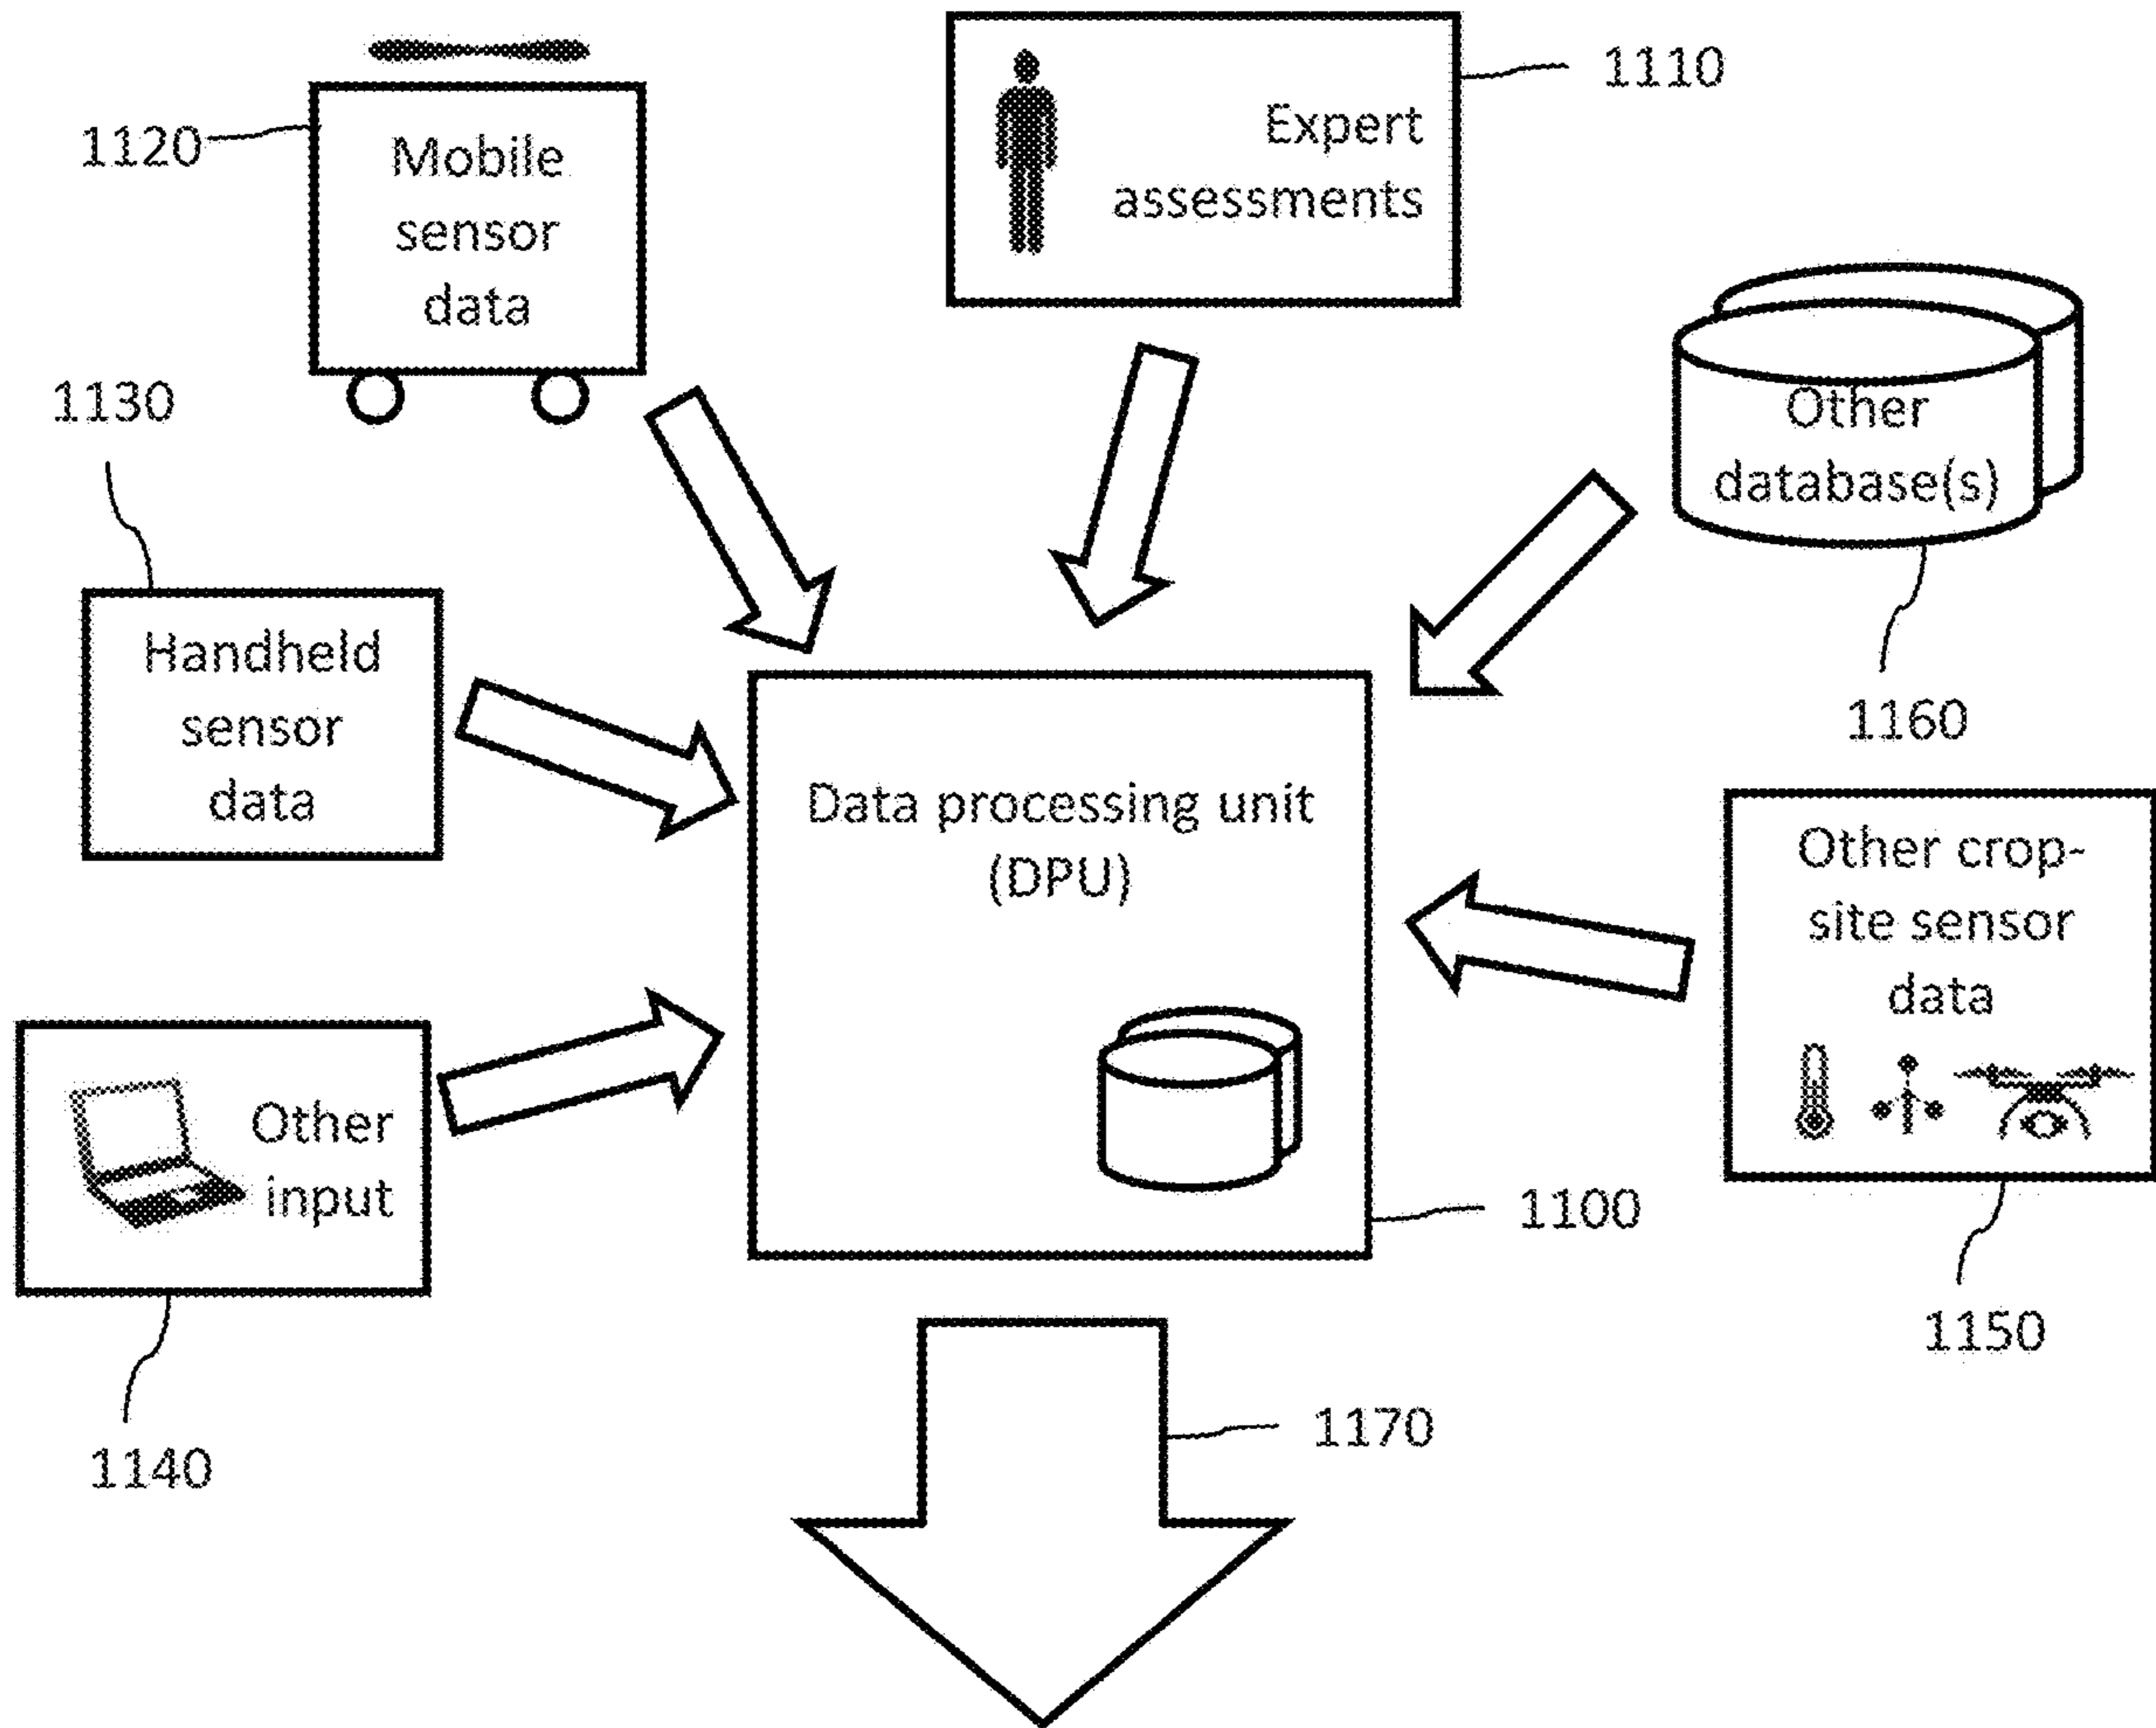 1110
Expert
assessments
1120
Mobile
sensor
data
1130
Other
database(s)
1160
Handheld
sensor
data
Data processing unit
(DPU)
Other crop-
site sensor
data
Other
input
1100
1150
1140
1170